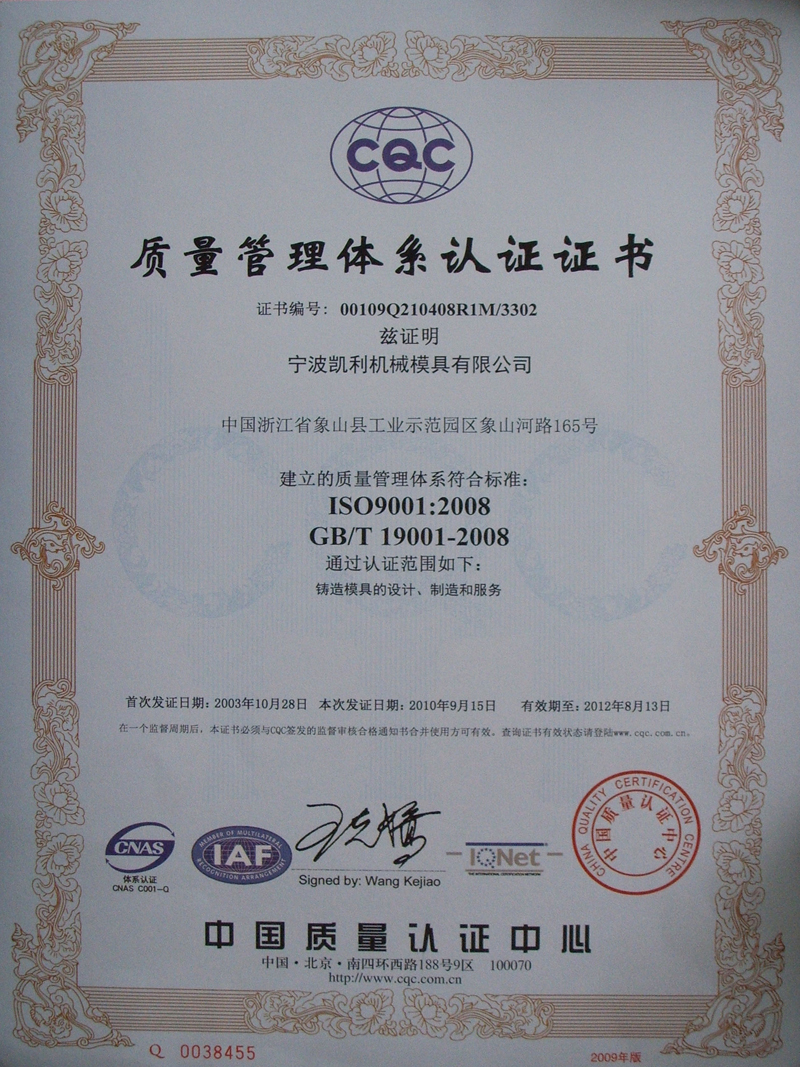 CQC
质量管理体系认证证书
证书编号: 00109Q210408R1M/3302
兹证明
宁波凯利机械模具有限公司
中国浙江省象山县工业示范园区象山河路165号
建立的质量管理体系符合标准:
ISO9001:2008
GB/T 19001-2008
通过认证范围如下:
铸造模具的设计、制造和服务
首次发证日期: 2003年10月28日 本次发证日期: 2010年9月15日 有效期至: 2012年8月13日
在一个监督周期后, 本证书必须与CQC签发的监督审核合格通知书合并使用方可有效。查询证书有效状态请登陆www.cqc.com.cn。
CNAS
体系认证
CNAS C001-Q
MEMBER OF MULTILATERAL
IAF
RECOGNITION ARRANGEMENT
Signed by: Wang Kejiao
IQNet
THE INTERNATIONAL CERTIFICATION NETWORK
CHINA QUALITY CERTIFICATION CENTRE
中国质量认证中心
中国质量认证中心
中国·北京·南四环西路188号9区 100070
http://www.cqc.com.cn
Q 0038455
2009年版